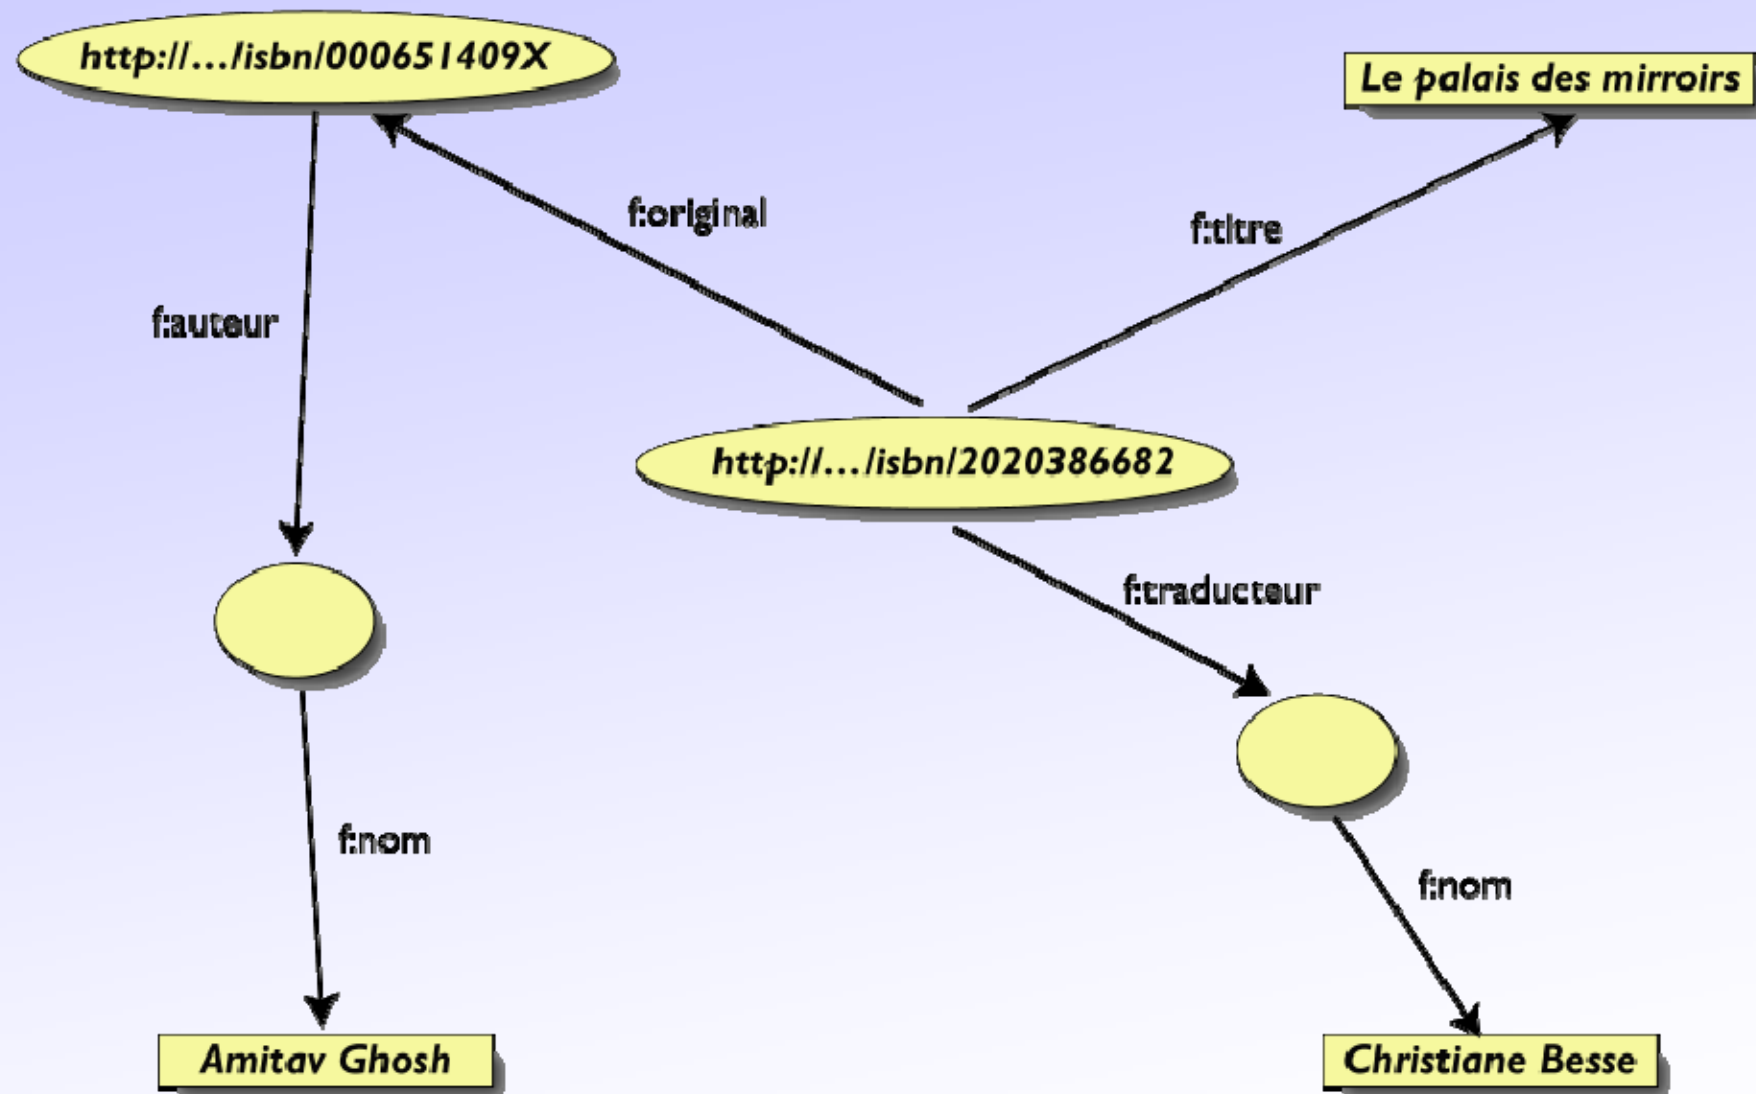 http://.../isbn/000651409X
Le palais des mirroirs
f:original
f:titre
f:auteur
http://.../isbn/2020386682
f:traducteur
f:nom
f:nom
Amitav Ghosh
Christiane Besse